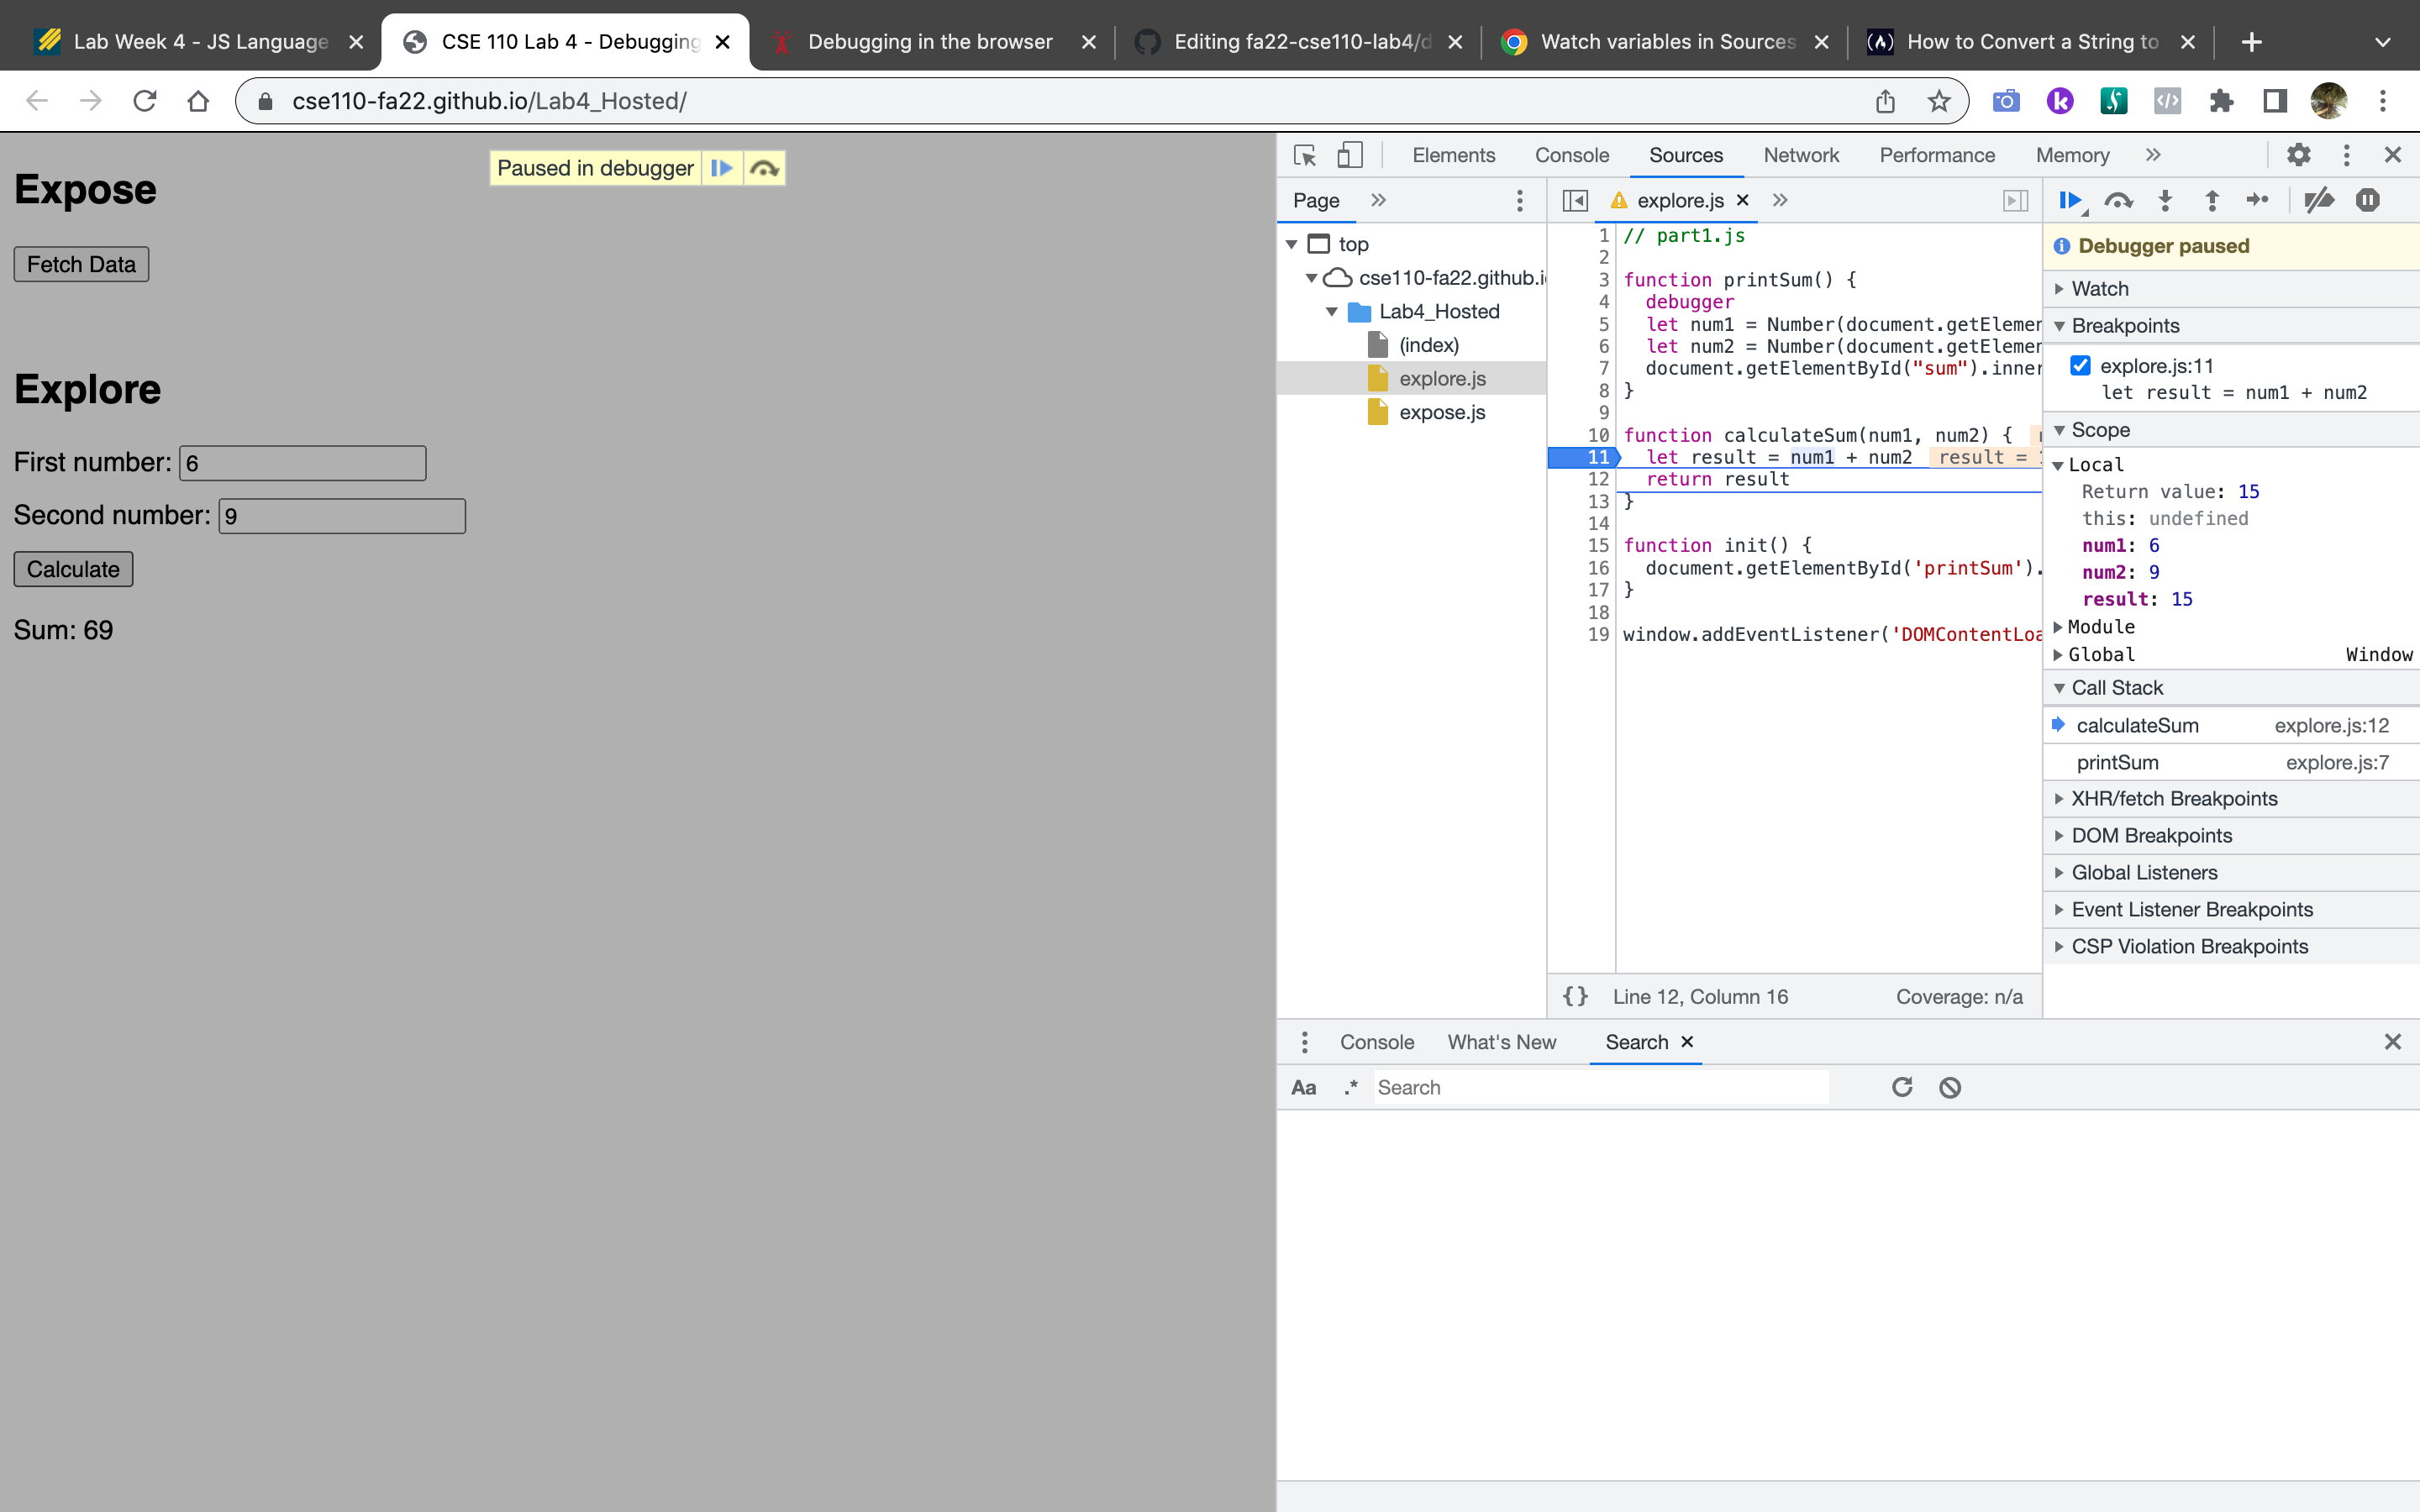 Lab Week 4 - JS Language
CSE 110 Lab 4 - Debugging
Debugging in the browser
Editing fa22-cse110-lab4/d
Watch variables in Sources
How to Convert a String to
cse110-fa22.github.io/Lab4_Hosted/
Expose
Paused in debugger
Fetch Data
Explore
First number: 6
Second number: 9
Calculate
Sum: 69
Elements Console Sources Network Performance Memory
Page
top
cse110-fa22.github.i
Lab4_Hosted
(index)
explore.js
expose.js
explore.js
1 // part1.js
2
3 function printSum() {
4 debugger
5 let num1 = Number(document.getElemen
6 let num2 = Number(document.getElemen
7 document.getElementById("sum").inner
8 }
9
10 function calculateSum(num1, num2) {
11 let result = num1 + num2 result = 1
12 return result
13 }
14
15 function init() {
16 document.getElementById('printSum').
17 }
18
19 window.addEventListener('DOMContentLoa
{} Line 12, Column 16 Coverage: n/a
Debugger paused
Watch
Breakpoints
explore.js:11
let result = num1 + num2
Scope
Local
Return value: 15
this: undefined
num1: 6
num2: 9
result: 15
Module
Global Window
Call Stack
calculateSum explore.js:12
printSum explore.js:7
XHR/fetch Breakpoints
DOM Breakpoints
Global Listeners
Event Listener Breakpoints
CSP Violation Breakpoints
Console What's New Search
Aa .* Search